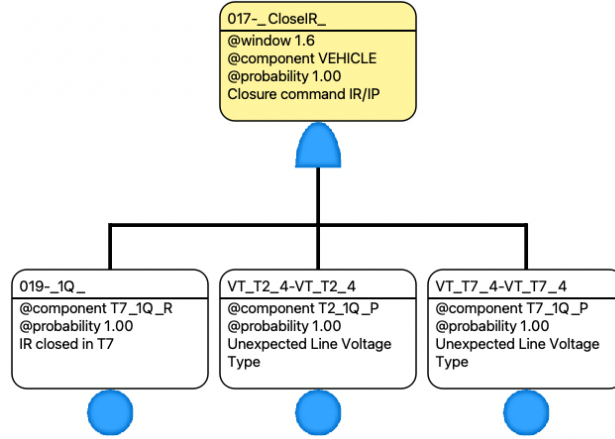 017-_CloseIR_
@window 1.6
@component VEHICLE
@probability 1.00
Closure command IR/IP
019-_1Q_
@component T7_1Q_R
@probability 1.00
IR closed in T7
VT_T2_4-VT_T2_4
@component T2_1Q_P
@probability 1.00
Unexpected Line Voltage
Type
VT_T7_4-VT_T7_4
@component T7_1Q_P
@probability 1.00
Unexpected Line Voltage
Type